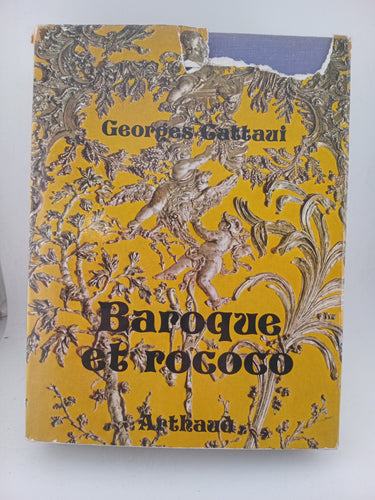 Georges Cattaui
Baroque
et rococo
Arthaud